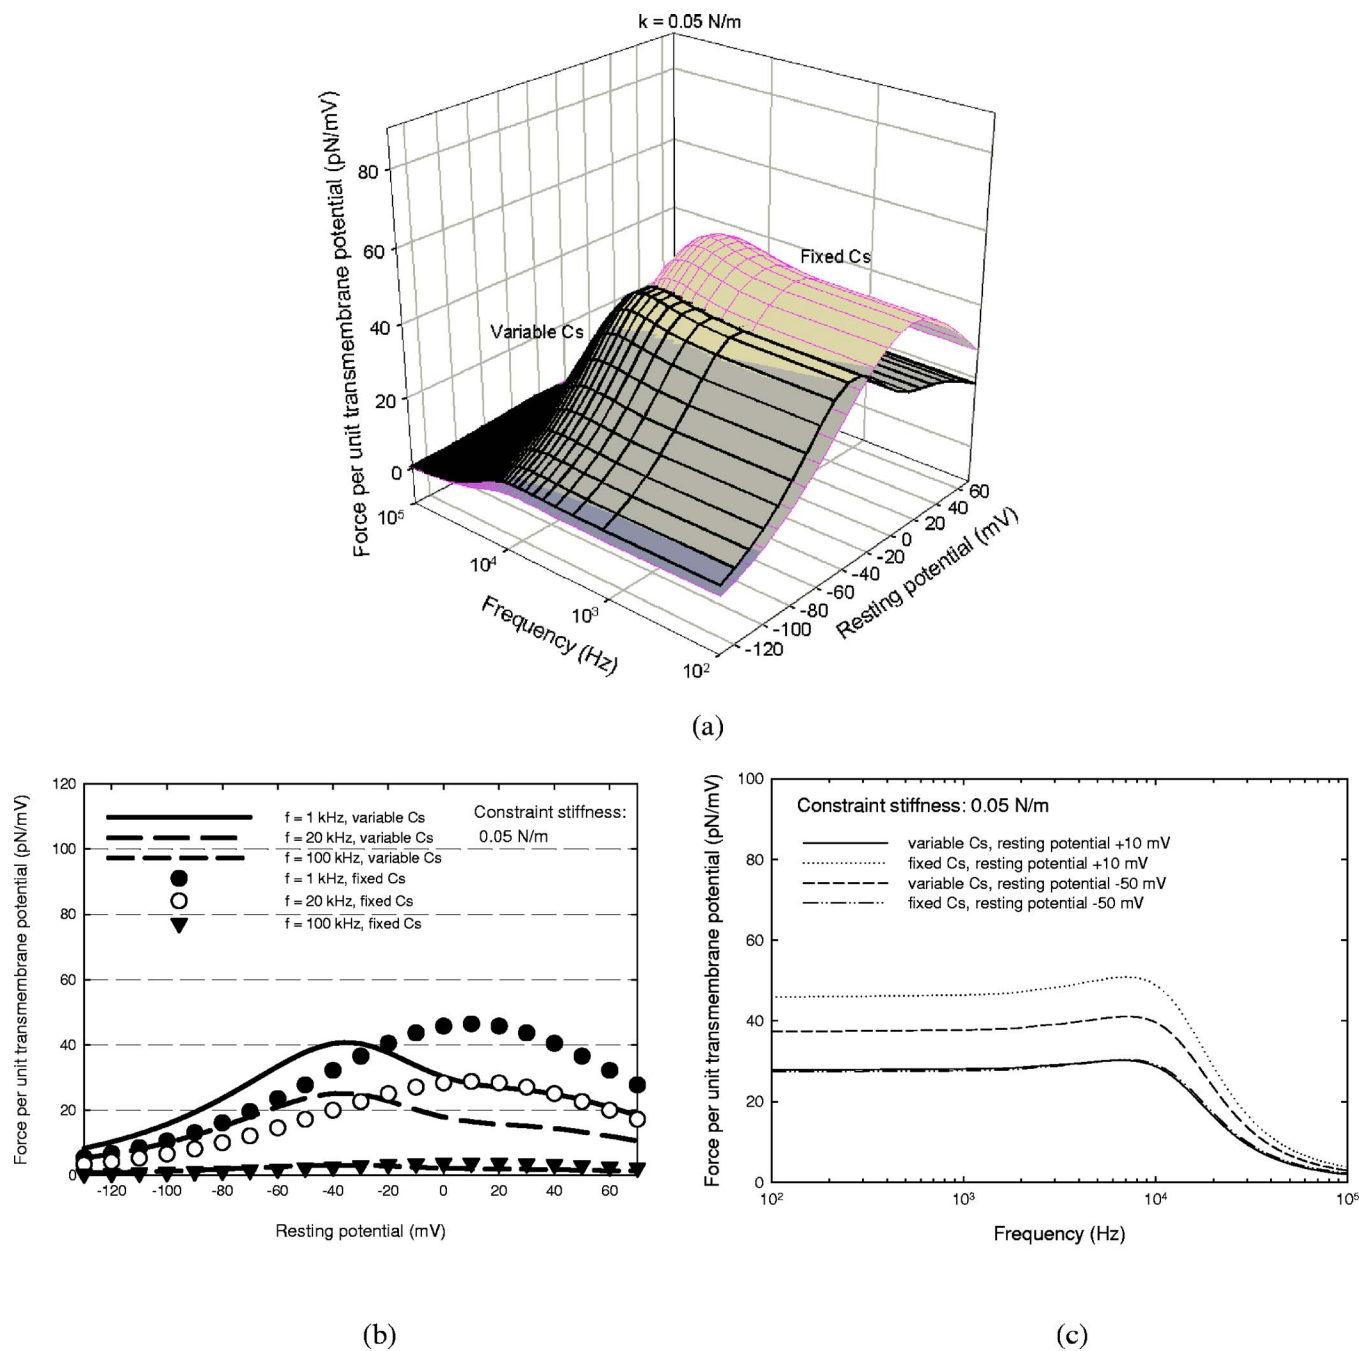 k = 0.05 N/m
Force per unit transmembrane potential (pN/mV)
80
60
40
20
0
Fixed Cs
Variable Cs
10⁵
10⁴
10³
10²
Frequency (Hz)
60
40
20
0
-20
-40
-60
-80
-100
-120
Resting potential (mV)
(a)
Force per unit transmembrane potential (pN/mV)
120
100
80
60
40
20
0
f = 1 kHz, variable Cs
f = 20 kHz, variable Cs
f = 100 kHz, variable Cs
f = 1 kHz, fixed Cs
f = 20 kHz, fixed Cs
f = 100 kHz, fixed Cs
Constraint stiffness:
0.05 N/m
-120 -100 -80 -60 -40 -20 0 20 40 60
Resting potential (mV)
(b)
Force per unit transmembrane potential (pN/mV)
100
80
60
40
20
0
Constraint stiffness: 0.05 N/m
variable Cs, resting potential +10 mV
fixed Cs, resting potential +10 mV
variable Cs, resting potential -50 mV
fixed Cs, resting potential -50 mV
10² 10³ 10⁴ 10⁵
Frequency (Hz)
(c)